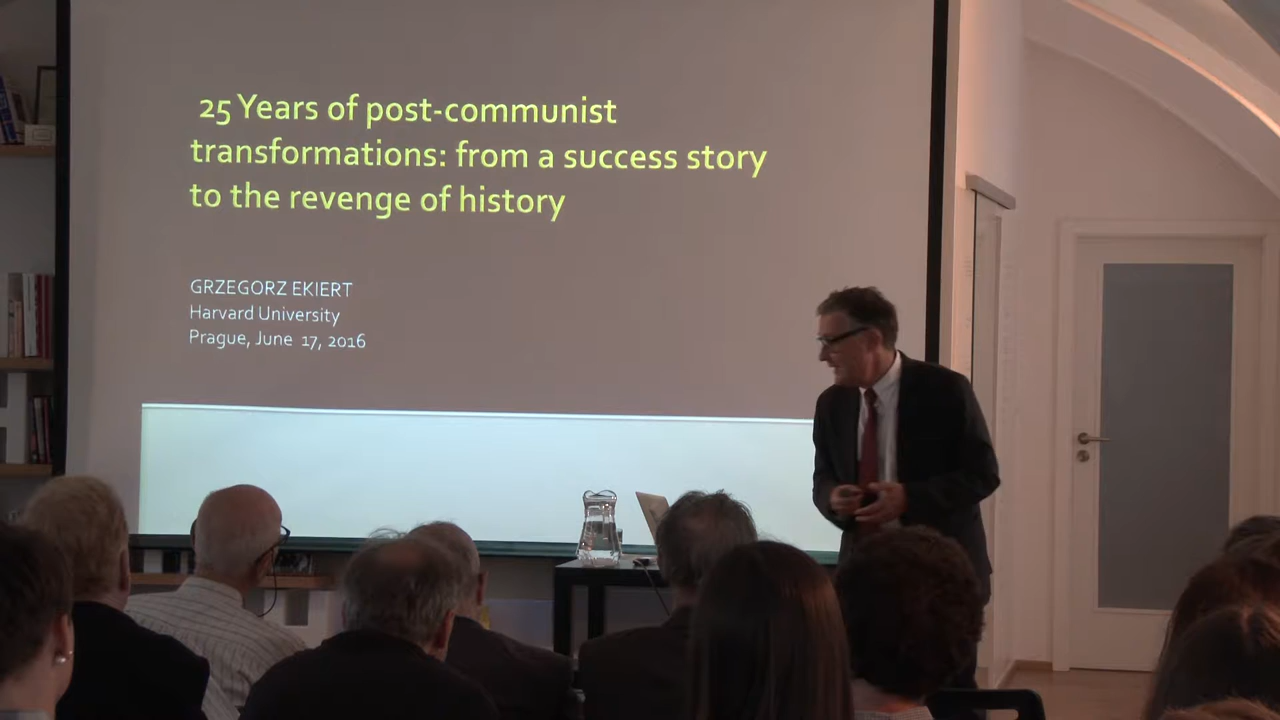 25 Years of post-communist
transformations: from a success story
to the revenge of history
GRZEGORZ EKIERT
Harvard University
Prague, June 17, 2016